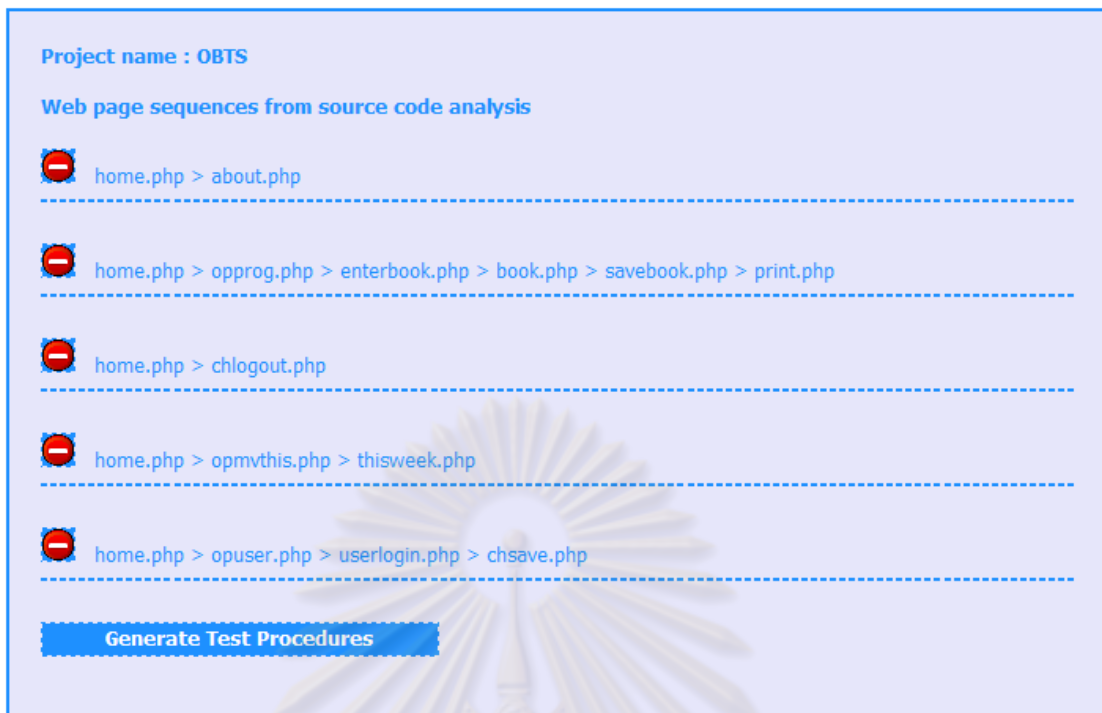 Project name : OBTS
Web page sequences from source code analysis
home.php > about.php
home.php > opprog.php > enterbook.php > book.php > savebook.php > print.php
home.php > chlogout.php
home.php > opmvthis.php > thisweek.php
home.php > opuser.php > userlogin.php > chsave.php
Generate Test Procedures